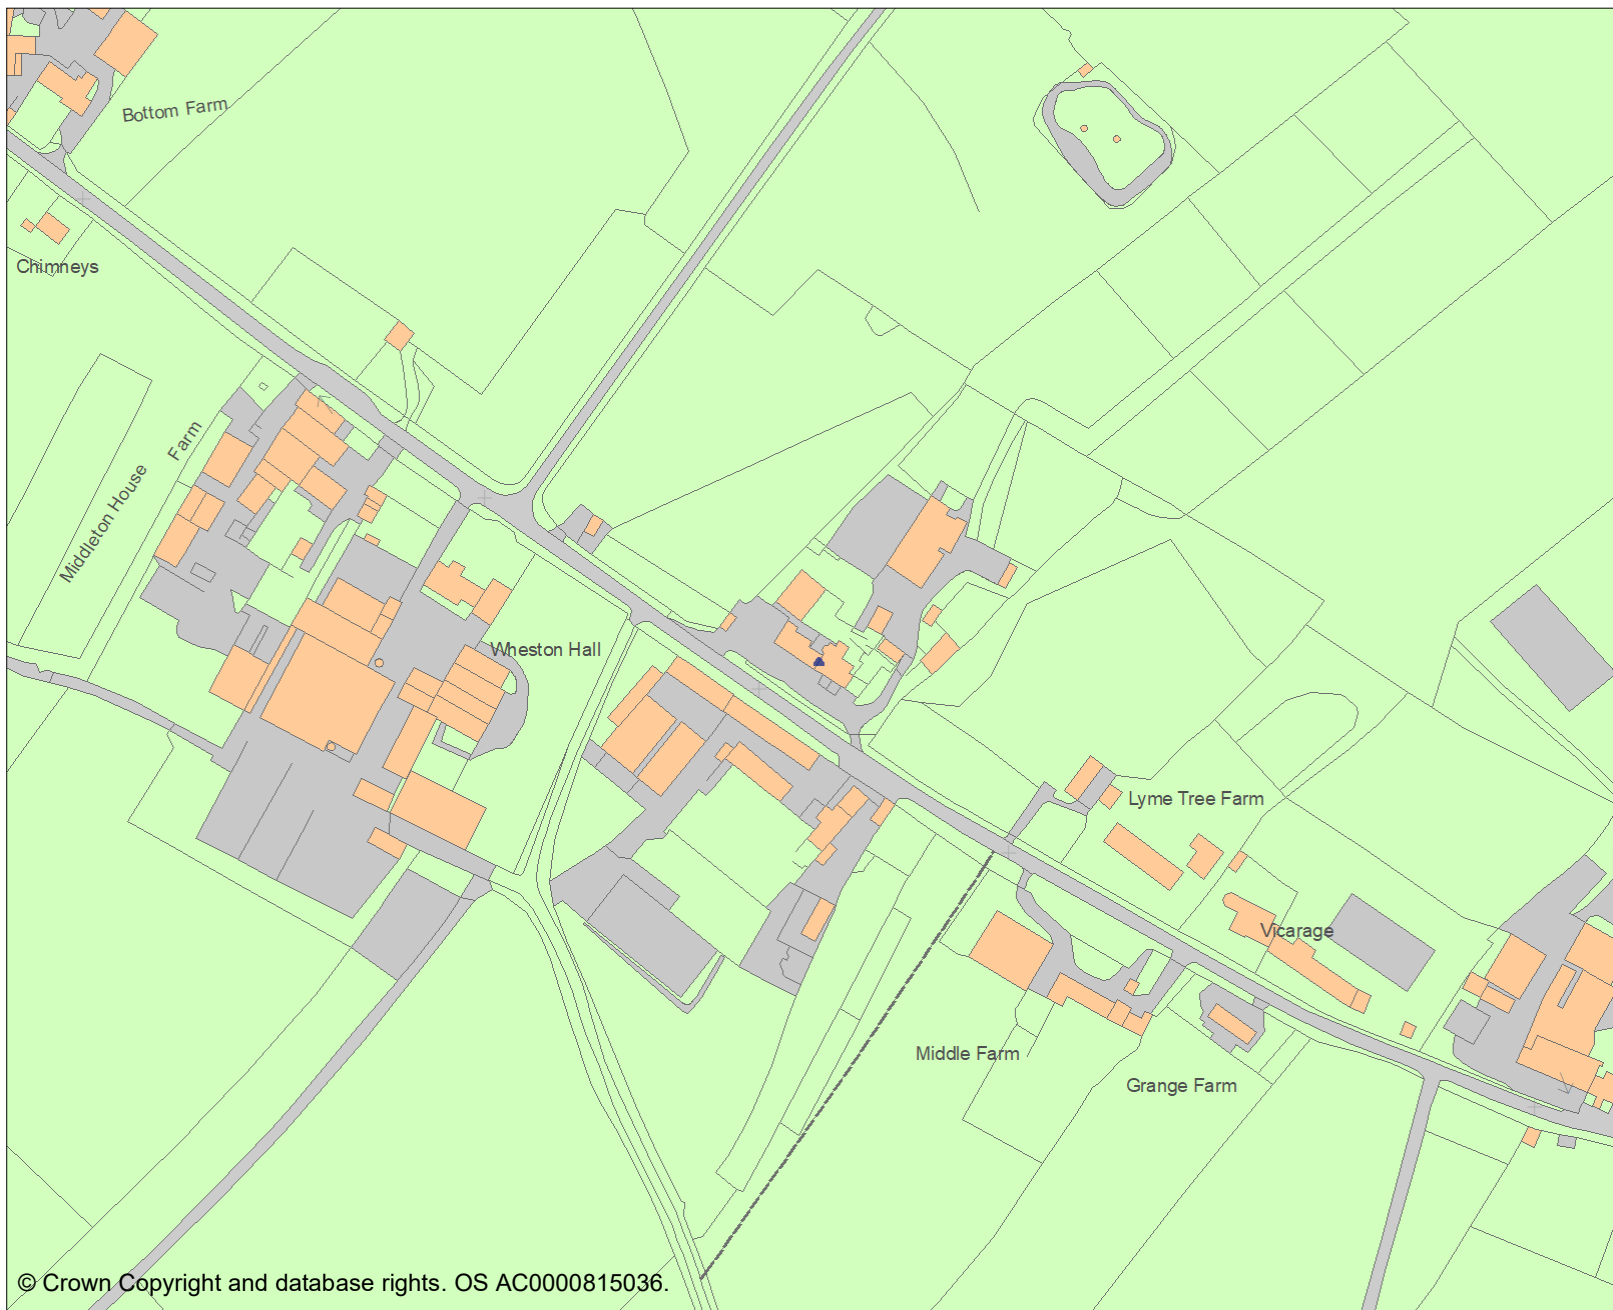 Bottom Farm
Chimneys
Middleton House Farm
Wheston Hall
Lyme Tree Farm
Vicarage
Middle Farm
Grange Farm
© Crown Copyright and database rights. OS AC0000815036.